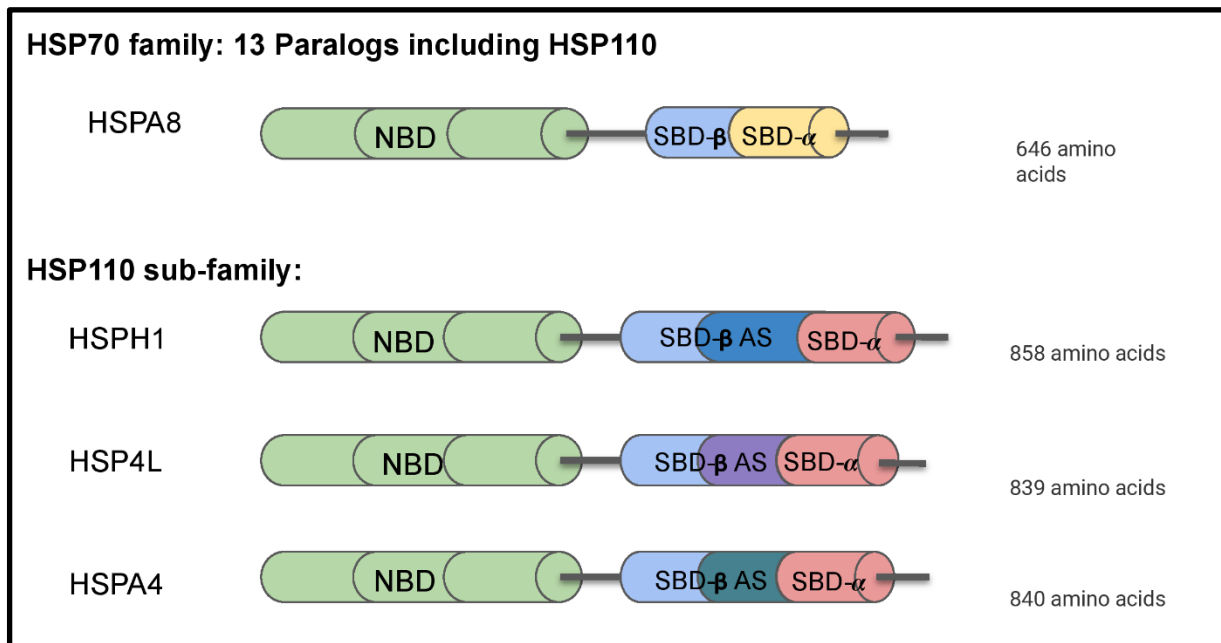 HSP70 family: 13 Paralogs including HSP110
HSPA8
NBD
SBD-β
SBD-α
646 amino
acids
HSP110 sub-family:
HSPH1
NBD
SBD-β AS
SBD-α
858 amino acids
HSP4L
NBD
SBD-β AS
SBD-α
839 amino acids
HSPA4
NBD
SBD-β AS
SBD-α
840 amino acids